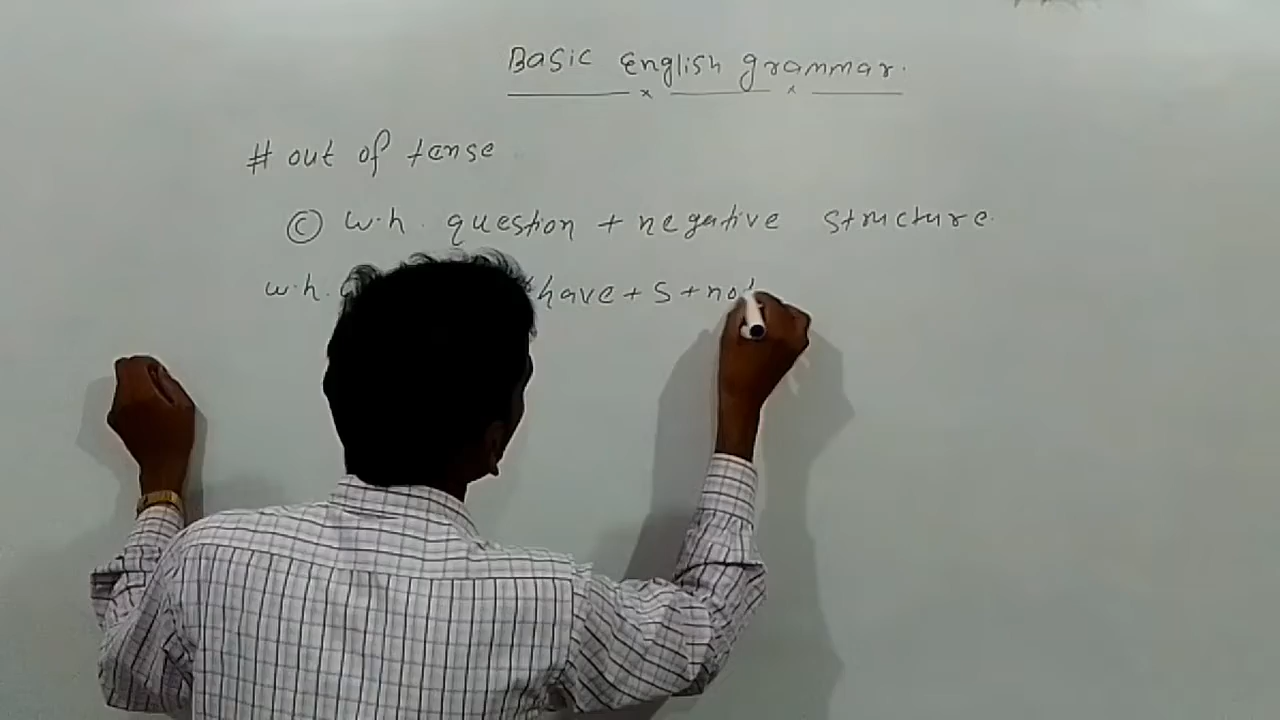 Basic English grammar.
# out of tense
© w.h. question + negative structure.
w.h. have + S + not